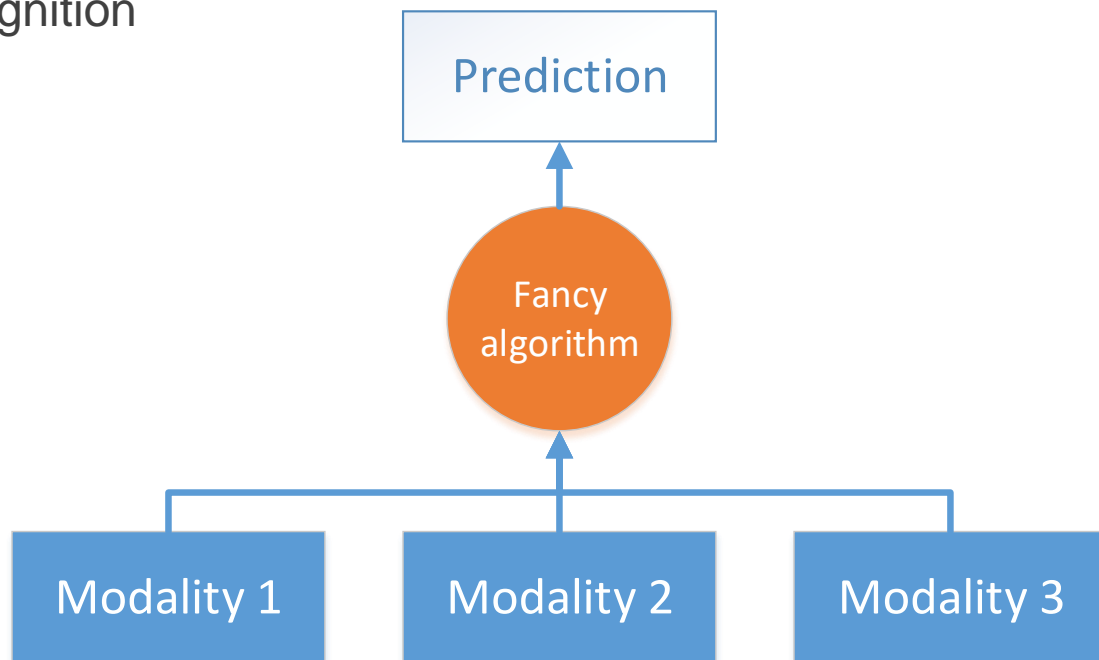 gnition
Prediction
Fancy
algorithm
Modality 1
Modality 2
Modality 3